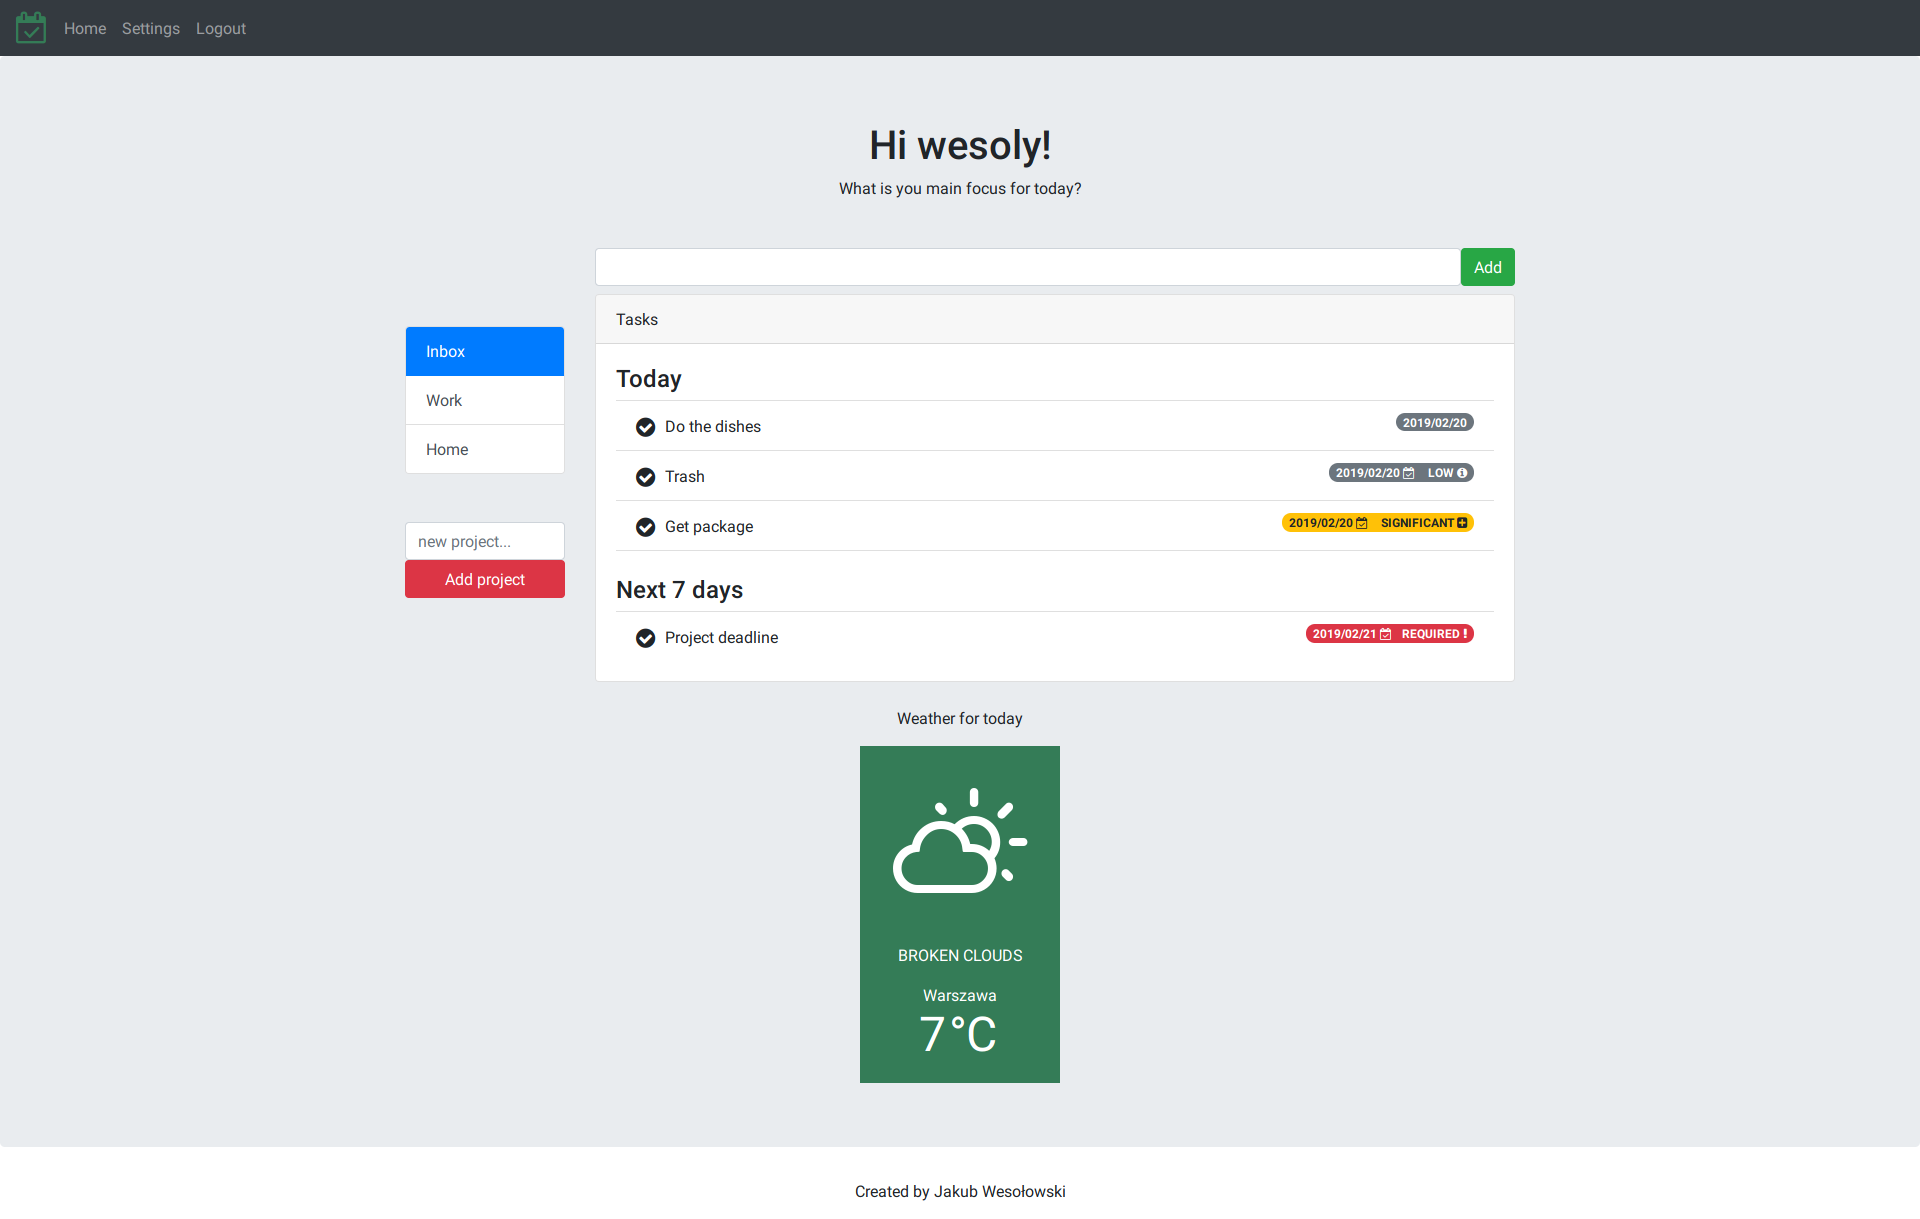 Home Settings Logout
Hi wesoly!
What is you main focus for today?
Add
Inbox
Work
Home
new project...
Add project
Tasks
Today
Do the dishes 2019/02/20
Trash 2019/02/20 LOW
Get package 2019/02/20 SIGNIFICANT
Next 7 days
Project deadline 2019/02/21 REQUIRED !
Weather for today
BROKEN CLOUDS
Warszawa
7°C
Created by Jakub Wesołowski